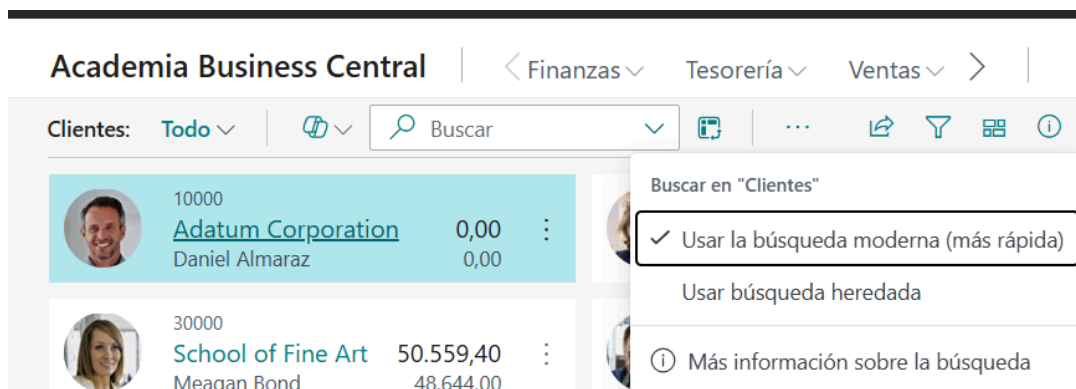 Academia Business Central
Finanzas
Tesorería
Ventas
Clientes:
Todo
Buscar
Buscar en "Clientes"
Usar la búsqueda moderna (más rápida)
Usar búsqueda heredada
Más información sobre la búsqueda
10000
Adatum Corporation 0,00
Daniel Almaraz 0,00
30000
School of Fine Art 50.559,40
Meagan Bond 48.644,00